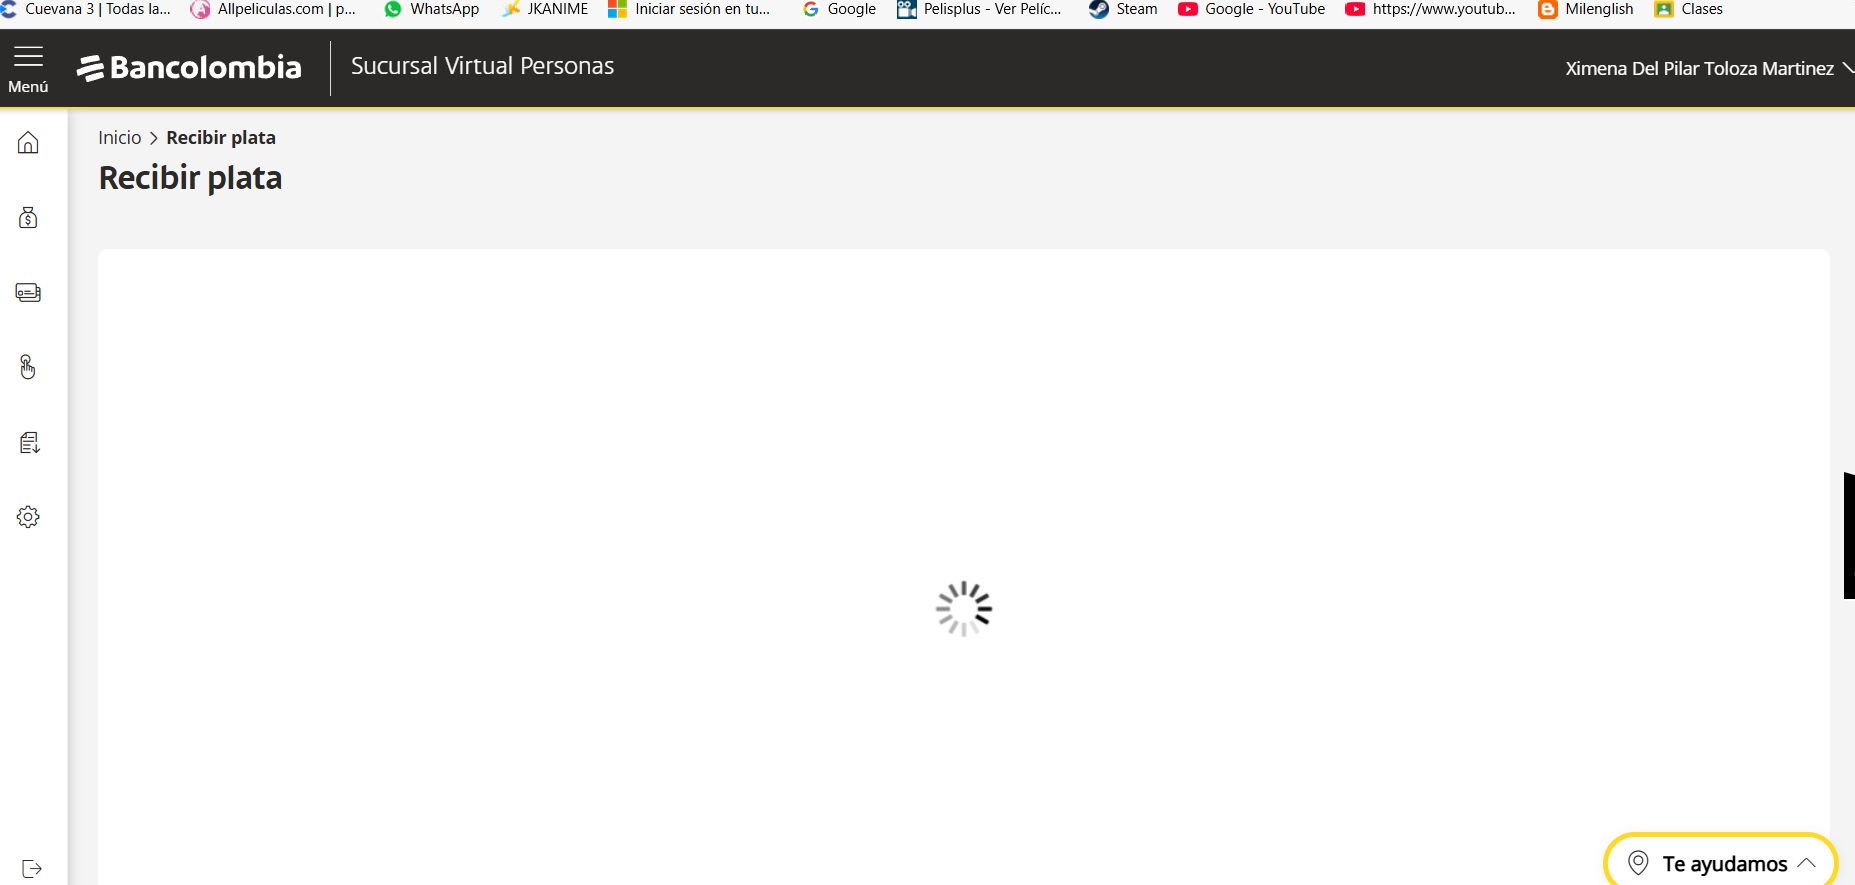 Cuevana 3 | Todas la... Allpeliculas.com | p... WhatsApp JKANIME Iniciar sesión en tu... Google Pelisplus - Ver Pelíc... Steam Google - YouTube https://www.youtub... Milenglish Clases
Menú
Bancolombia
Sucursal Virtual Personas
Ximena Del Pilar Toloza Martinez
Inicio > Recibir plata
Recibir plata
Te ayudamos